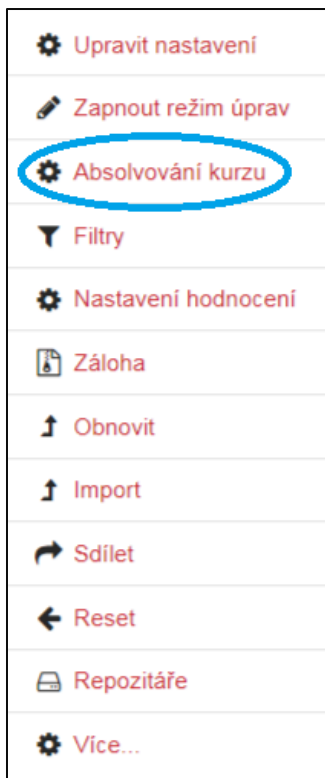 Upravit nastavení
Zapnout režim úprav
Absolvování kurzu
Filtry
Nastavení hodnocení
Záloha
Obnovit
Import
Sdílet
Reset
Repozitáře
Více...